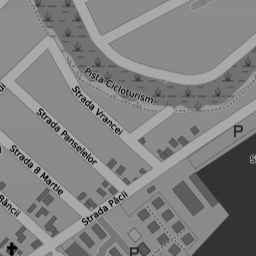 Pista Cicloturism
Strada Vrancei
Strada Panselelor
Strada 8 Martie
Strada Păcii
P
P